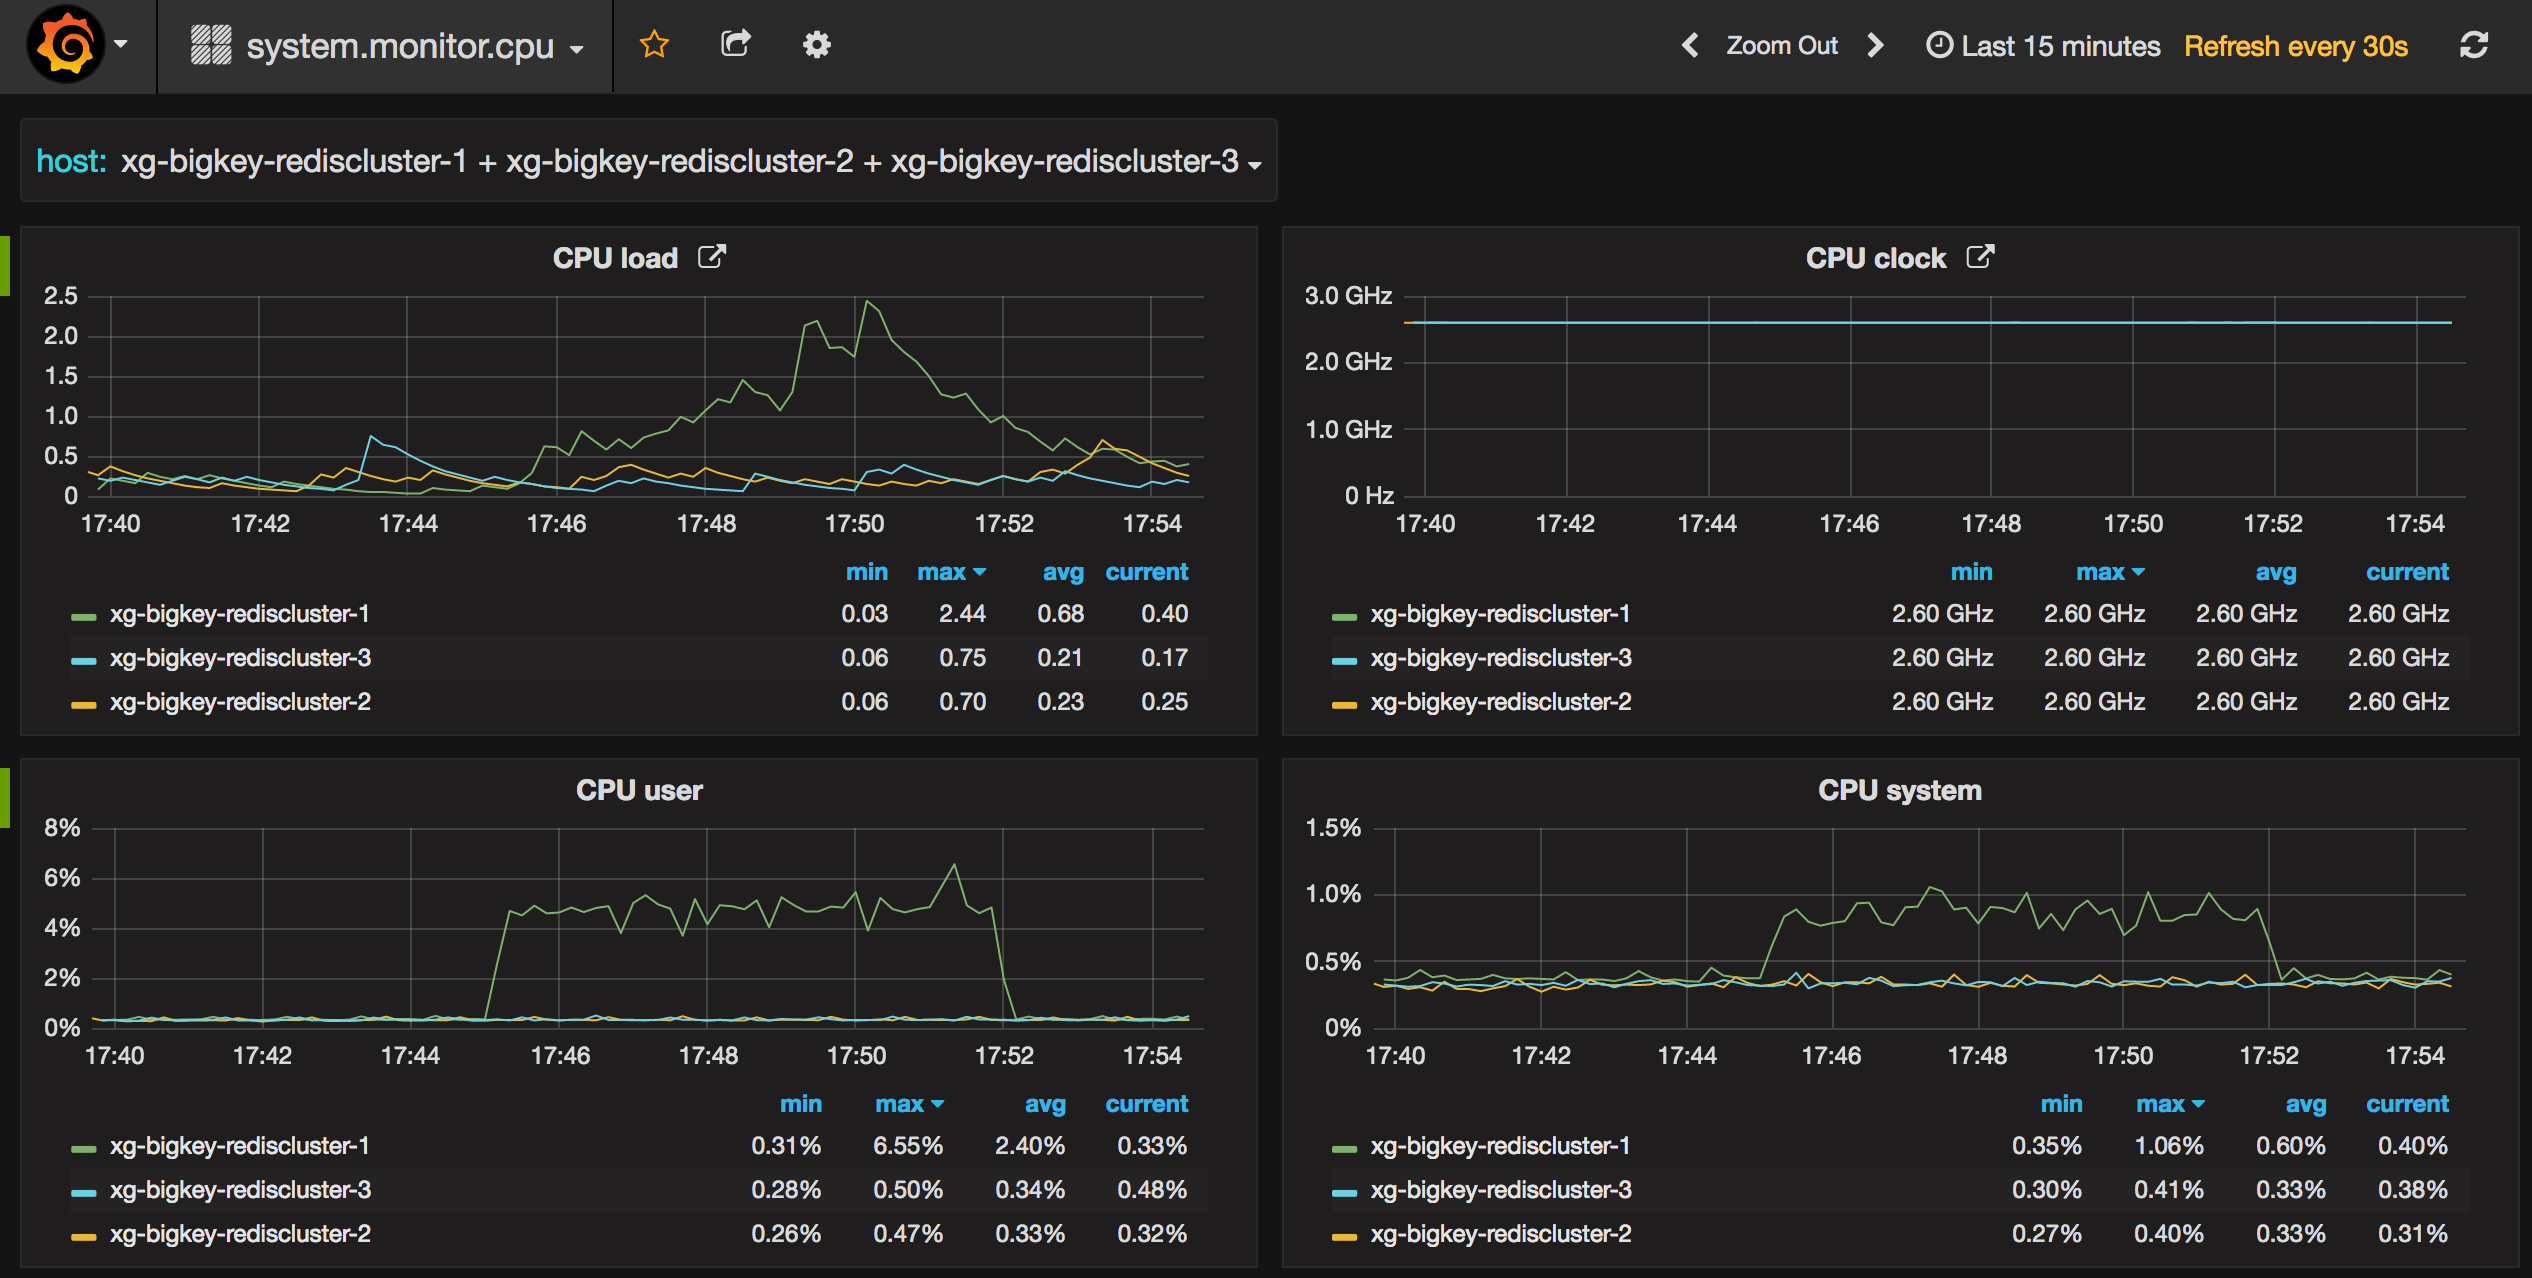 system.monitor.cpu
Zoom Out
Last 15 minutes
Refresh every 30s
host: xg-bigkey-rediscluster-1 + xg-bigkey-rediscluster-2 + xg-bigkey-rediscluster-3
CPU load
2.5
2.0
1.5
1.0
0.5
0
17:40 17:42 17:44 17:46 17:48 17:50 17:52 17:54
min max avg current
xg-bigkey-rediscluster-1 0.03 2.44 0.68 0.40
xg-bigkey-rediscluster-3 0.06 0.75 0.21 0.17
xg-bigkey-rediscluster-2 0.06 0.70 0.23 0.25
CPU clock
3.0 GHz
2.0 GHz
1.0 GHz
0 Hz
17:40 17:42 17:44 17:46 17:48 17:50 17:52 17:54
min max avg current
xg-bigkey-rediscluster-1 2.60 GHz 2.60 GHz 2.60 GHz 2.60 GHz
xg-bigkey-rediscluster-3 2.60 GHz 2.60 GHz 2.60 GHz 2.60 GHz
xg-bigkey-rediscluster-2 2.60 GHz 2.60 GHz 2.60 GHz 2.60 GHz
CPU user
8%
6%
4%
2%
0%
17:40 17:42 17:44 17:46 17:48 17:50 17:52 17:54
min max avg current
xg-bigkey-rediscluster-1 0.31% 6.55% 2.40% 0.33%
xg-bigkey-rediscluster-3 0.28% 0.50% 0.34% 0.48%
xg-bigkey-rediscluster-2 0.26% 0.47% 0.33% 0.32%
CPU system
1.5%
1.0%
0.5%
0%
17:40 17:42 17:44 17:46 17:48 17:50 17:52 17:54
min max avg current
xg-bigkey-rediscluster-1 0.35% 1.06% 0.60% 0.40%
xg-bigkey-rediscluster-3 0.30% 0.41% 0.33% 0.38%
xg-bigkey-rediscluster-2 0.27% 0.40% 0.33% 0.31%